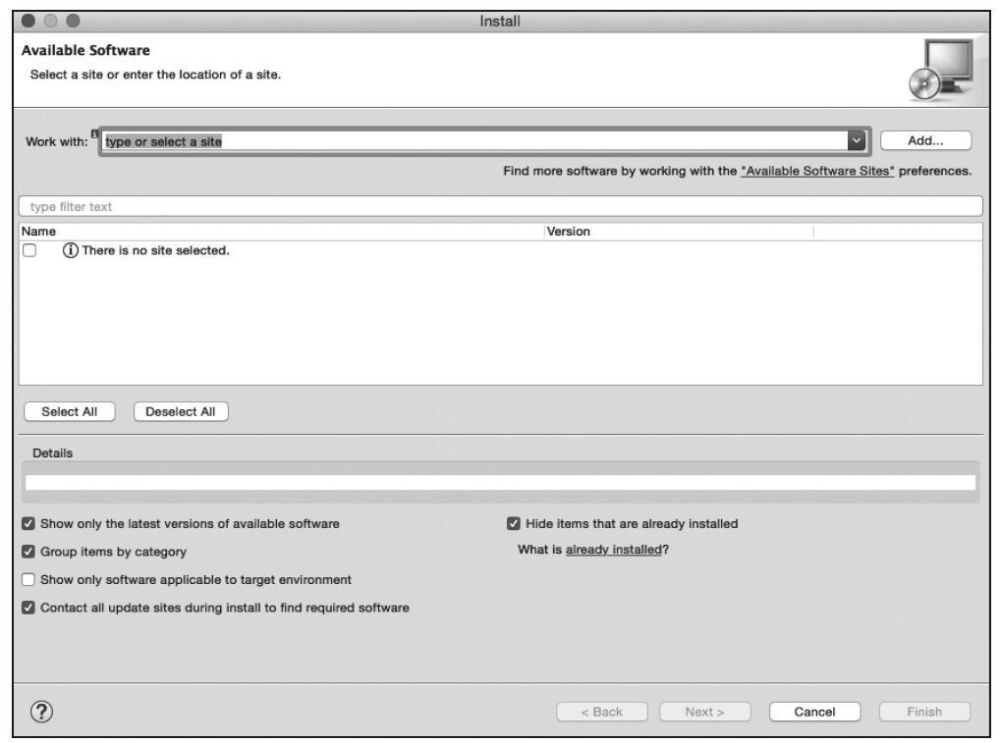 Install
Available Software
Select a site or enter the location of a site.
Work with: type or select a site Add...
Find more software by working with the "Available Software Sites" preferences.
type filter text
Name Version
There is no site selected.
Select All Deselect All
Details
Show only the latest versions of available software Hide items that are already installed
Group items by category What is already installed?
Show only software applicable to target environment
Contact all update sites during install to find required software
? < Back Next > Cancel Finish